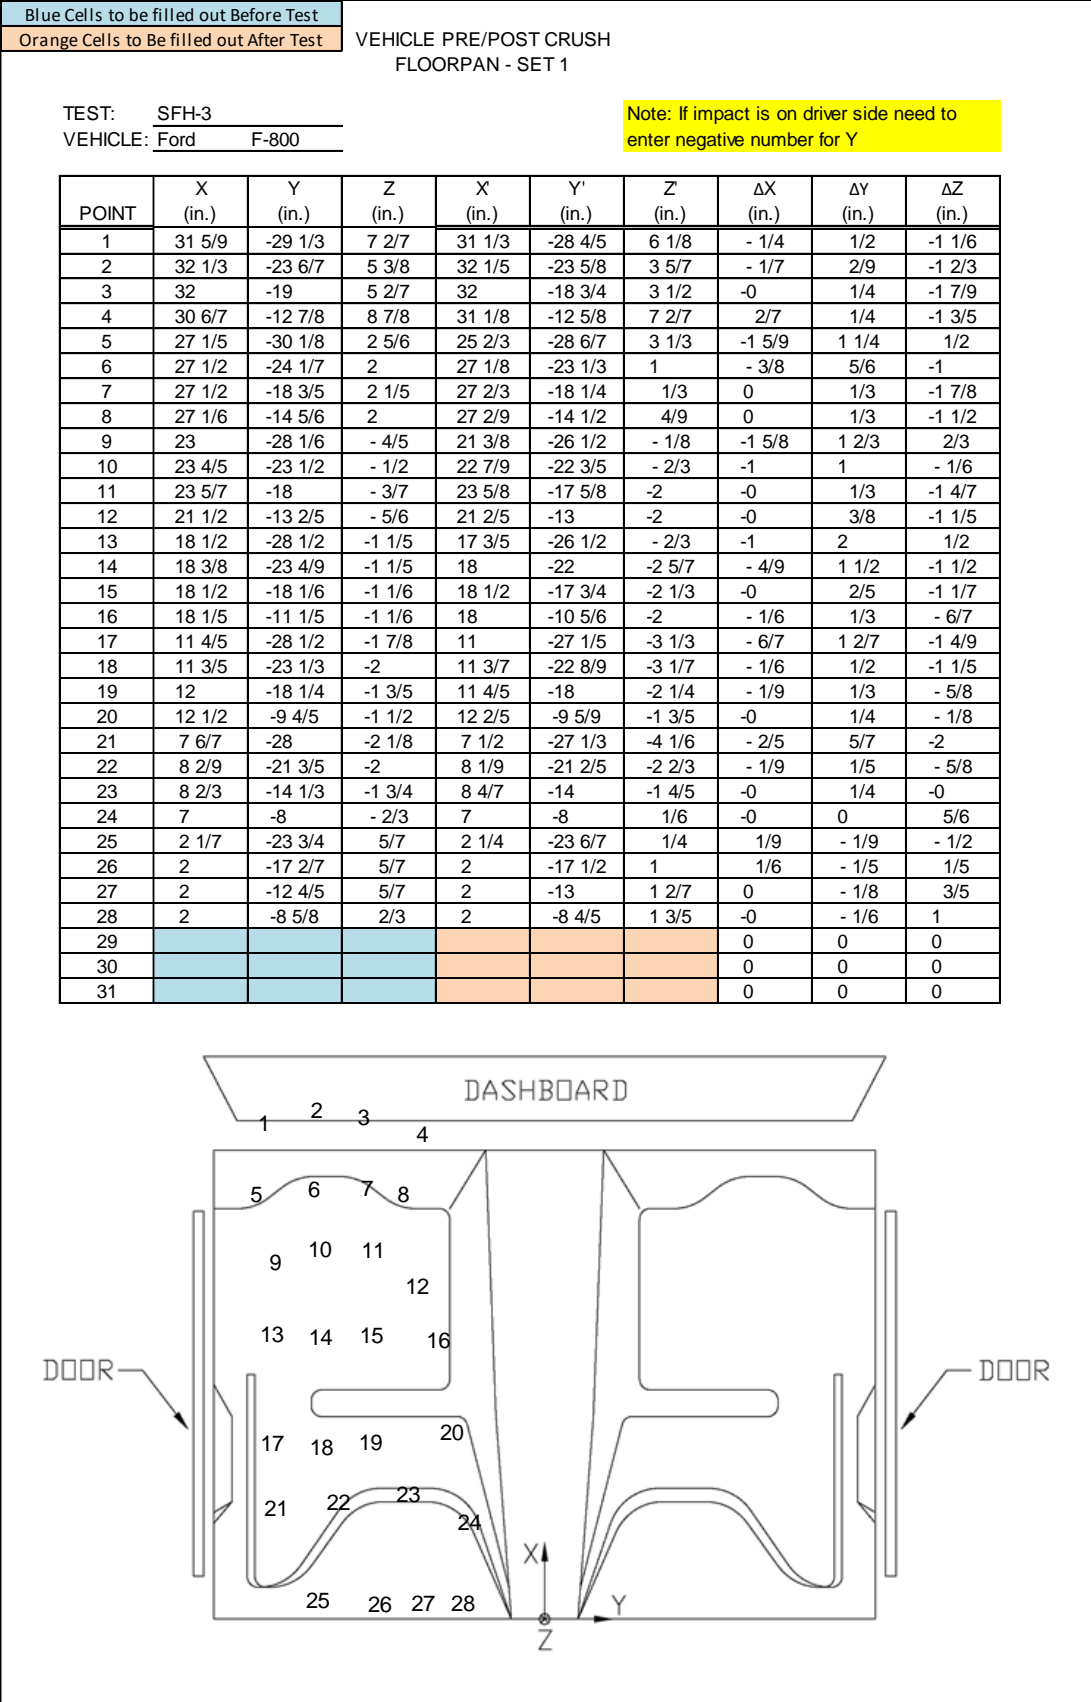 Blue Cells to be filled out Before Test
Orange Cells to Be filled out After Test
VEHICLE PRE/POST CRUSH
FLOORPAN - SET 1
TEST: SFH-3
VEHICLE: Ford F-800
Note: If impact is on driver side need to
enter negative number for Y
X Y Z X' Y' Z' ΔX ΔY ΔZ
POINT (in.) (in.) (in.) (in.) (in.) (in.) (in.) (in.) (in.)
1 31 5/9 -29 1/3 7 2/7 31 1/3 -28 4/5 6 1/8 - 1/4 1/2 -1 1/6
2 32 1/3 -23 6/7 5 3/8 32 1/5 -23 5/8 3 5/7 - 1/7 2/9 -1 2/3
3 32 -19 5 2/7 32 -18 3/4 3 1/2 -0 1/4 -1 7/9
4 30 6/7 -12 7/8 8 7/8 31 1/8 -12 5/8 7 2/7 2/7 1/4 -1 3/5
5 27 1/5 -30 1/8 2 5/6 25 2/3 -28 6/7 3 1/3 -1 5/9 1 1/4 1/2
6 27 1/2 -24 1/7 2 27 1/8 -23 1/3 1 - 3/8 5/6 -1
7 27 1/2 -18 3/5 2 1/5 27 2/3 -18 1/4 1/3 0 1/3 -1 7/8
8 27 1/6 -14 5/6 2 27 2/9 -14 1/2 4/9 0 1/3 -1 1/2
9 23 -28 1/6 - 4/5 21 3/8 -26 1/2 - 1/8 -1 5/8 1 2/3 2/3
10 23 4/5 -23 1/2 - 1/2 22 7/9 -22 3/5 - 2/3 -1 1 - 1/6
11 23 5/7 -18 - 3/7 23 5/8 -17 5/8 -2 -0 1/3 -1 4/7
12 21 1/2 -13 2/5 - 5/6 21 2/5 -13 -2 -0 3/8 -1 1/5
13 18 1/2 -28 1/2 -1 1/5 17 3/5 -26 1/2 - 2/3 -1 2 1/2
14 18 3/8 -23 4/9 -1 1/5 18 -22 -2 5/7 - 4/9 1 1/2 -1 1/2
15 18 1/2 -18 1/6 -1 1/6 18 1/2 -17 3/4 -2 1/3 -0 2/5 -1 1/7
16 18 1/5 -11 1/5 -1 1/6 18 -10 5/6 -2 - 1/6 1/3 - 6/7
17 11 4/5 -28 1/2 -1 7/8 11 -27 1/5 -3 1/3 - 6/7 1 2/7 -1 4/9
18 11 3/5 -23 1/3 -2 11 3/7 -22 8/9 -3 1/7 - 1/6 1/2 -1 1/5
19 12 -18 1/4 -1 3/5 11 4/5 -18 -2 1/4 - 1/9 1/3 - 5/8
20 12 1/2 -9 4/5 -1 1/2 12 2/5 -9 5/9 -1 3/5 -0 1/4 - 1/8
21 7 6/7 -28 -2 1/8 7 1/2 -27 1/3 -4 1/6 - 2/5 5/7 -2
22 8 2/9 -21 3/5 -2 8 1/9 -21 2/5 -2 2/3 - 1/9 1/5 - 5/8
23 8 2/3 -14 1/3 -1 3/4 8 4/7 -14 -1 4/5 -0 1/4 -0
24 7 -8 - 2/3 7 -8 1/6 -0 0 5/6
25 2 1/7 -23 3/4 5/7 2 1/4 -23 6/7 1/4 1/9 - 1/9 - 1/2
26 2 -17 2/7 5/7 2 -17 1/2 1 1/6 - 1/5 1/5
27 2 -12 4/5 5/7 2 -13 1 2/7 0 - 1/8 3/5
28 2 -8 5/8 2/3 2 -8 4/5 1 3/5 -0 - 1/6 1
29 0 0 0
30 0 0 0
31 0 0 0
DASHBOARD
1 2 3 4
5 6 7 8
9 10 11 12
13 14 15 16
DOOR DOOR
17 18 19 20
21 22 23 24
X
25 26 27 28 Y
Z